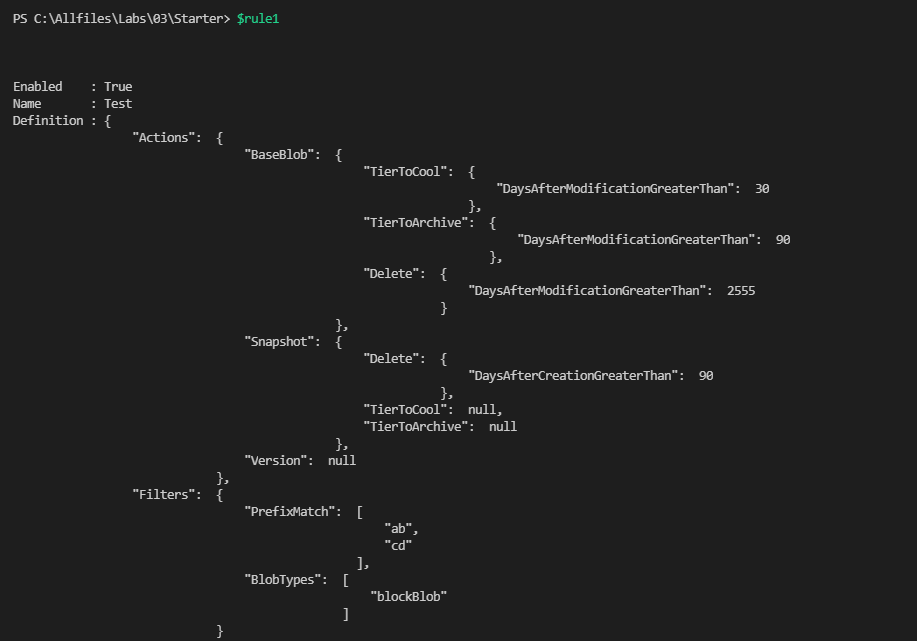 PS C:\Allfiles\Labs\03\Starter> $rule1
Enabled    : True
Name       : Test
Definition : {
                 "Actions":  {
                                 "BaseBlob":  {
                                                  "TierToCool":  {
                                                                     "DaysAfterModificationGreaterThan":  30
                                                                 },
                                                  "TierToArchive":  {
                                                                        "DaysAfterModificationGreaterThan":  90
                                                                    },
                                                  "Delete":  {
                                                                 "DaysAfterModificationGreaterThan":  2555
                                                             }
                                              },
                                 "Snapshot":  {
                                                  "Delete":  {
                                                                 "DaysAfterCreationGreaterThan":  90
                                                             },
                                                  "TierToCool":  null,
                                                  "TierToArchive":  null
                                              },
                                 "Version":  null
                             },
                 "Filters":  {
                                 "PrefixMatch":  [
                                                     "ab",
                                                     "cd"
                                                 ],
                                 "BlobTypes":  [
                                                   "blockBlob"
                                               ]
                             }